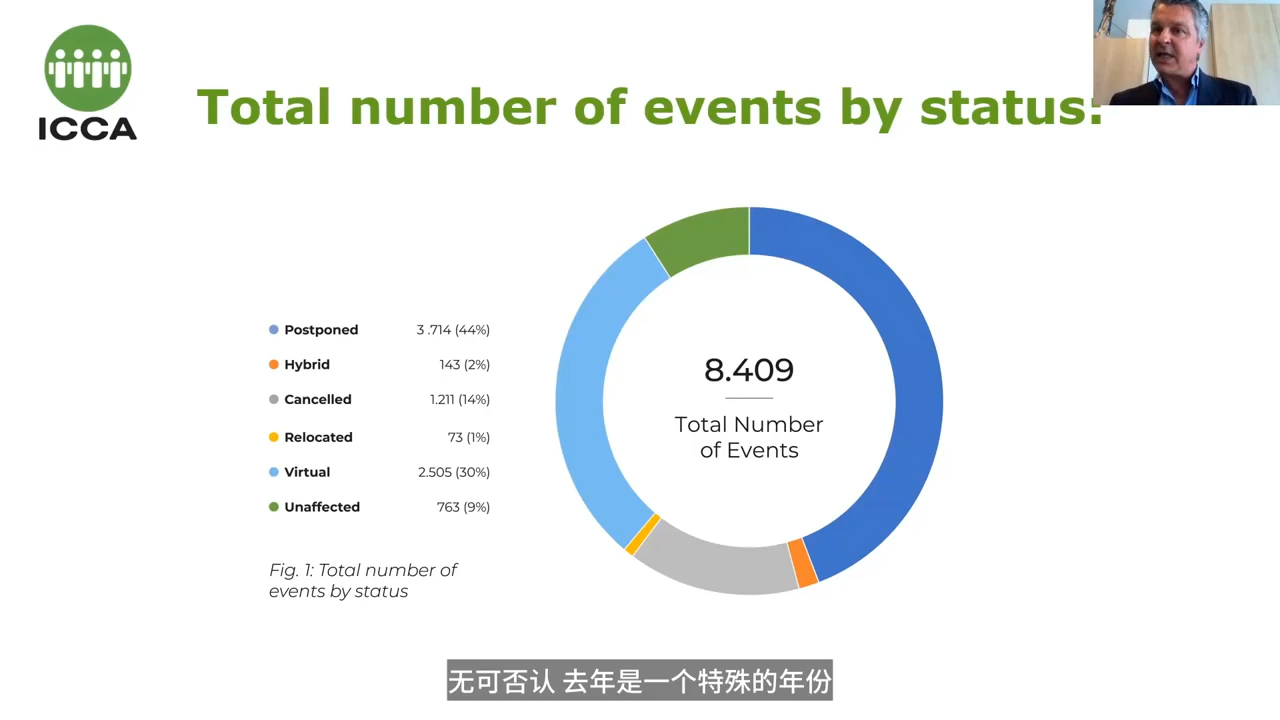 ICCA
Total number of events by status:
Postponed 3 .714 (44%)
Hybrid 143 (2%)
Cancelled 1.211 (14%)
Relocated 73 (1%)
Virtual 2.505 (30%)
Unaffected 763 (9%)
Fig. 1: Total number of
events by status
8.409
Total Number
of Events
无可否认 去年是一个特殊的年份